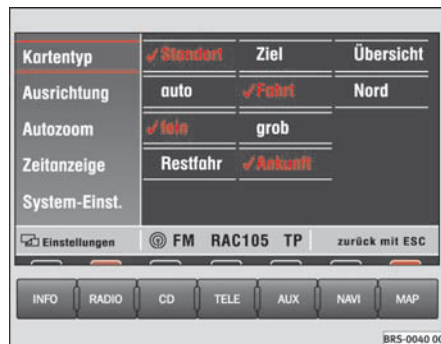 Kartentyp ✓Standort Ziel Übersicht
Ausrichtung auto ✓Fahrt Nord
Autozoom ✓fein grob
Zeitanzeige Restfahr ✓Ankunft
System-Einst.
Einstellungen FM RAC105 TP zurück mit ESC
INFO RADIO CD TELE AUX NAVI MAP
BRS-0040 00